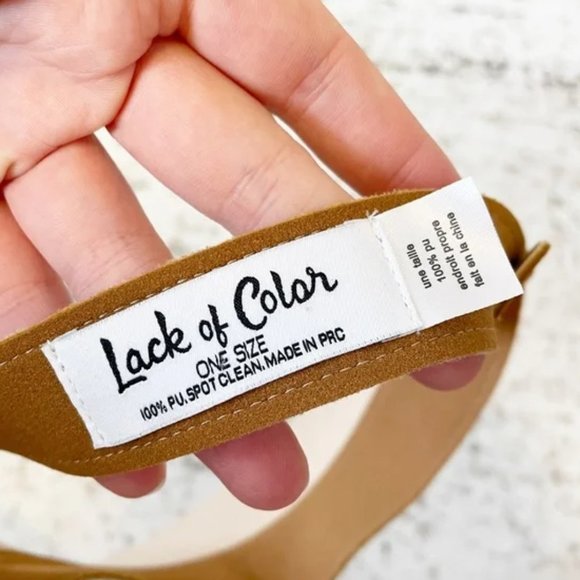 Lack of Color
ONE SIZE
100% PU.SPOT CLEAN.MADE IN PRC
une taille
100% pu
endroit propre
fait en la chine